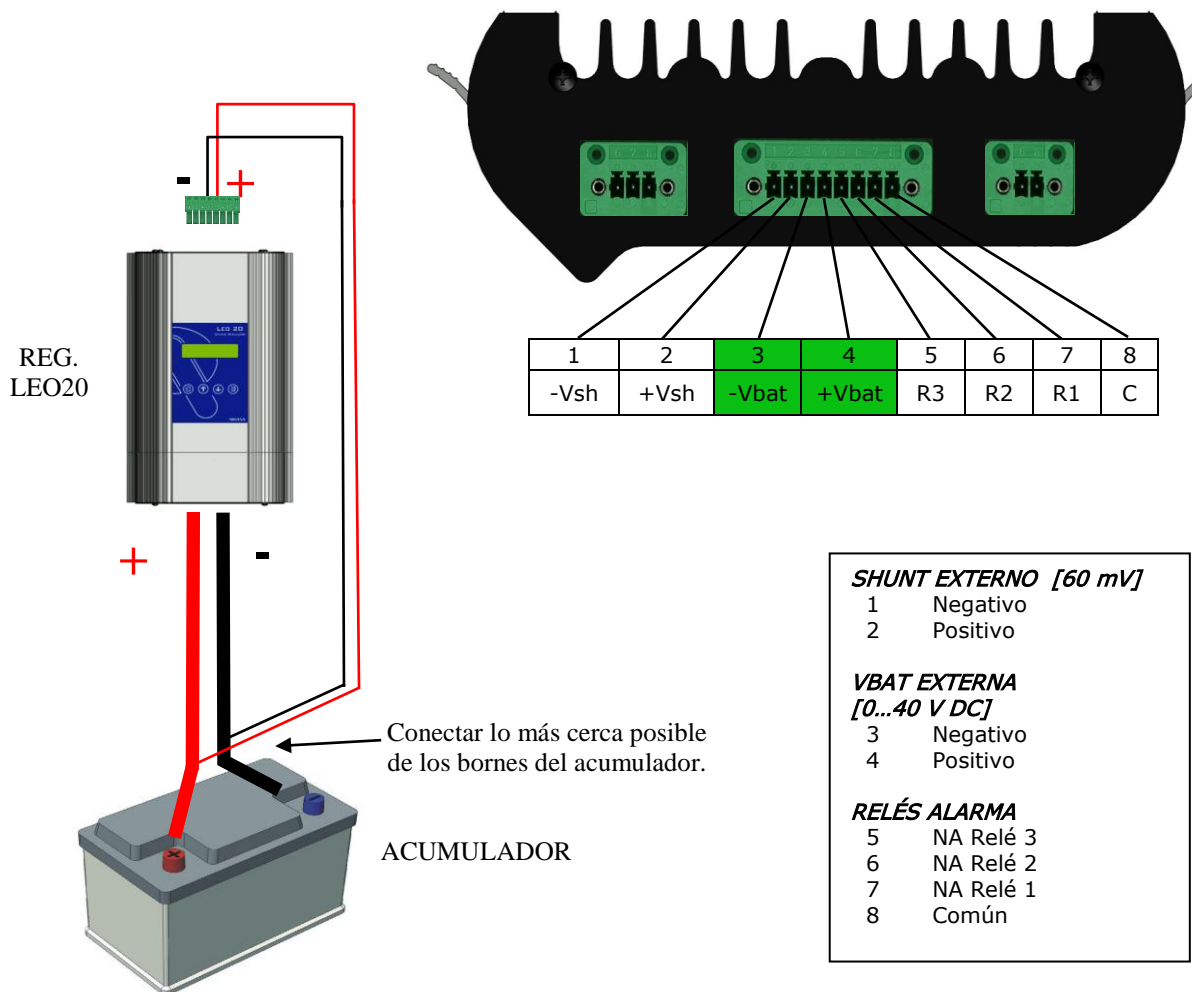 -
+
REG.
LEO20
LEO 20
+
-
1 2 3 4 5 6 7 8
-Vsh +Vsh -Vbat +Vbat R3 R2 R1 C
Conectar lo más cerca posible
de los bornes del acumulador.
ACUMULADOR
SHUNT EXTERNO [60 mV]
1 Negativo
2 Positivo
VBAT EXTERNA
[0...40 V DC]
3 Negativo
4 Positivo
RELÉS ALARMA
5 NA Relé 3
6 NA Relé 2
7 NA Relé 1
8 Común